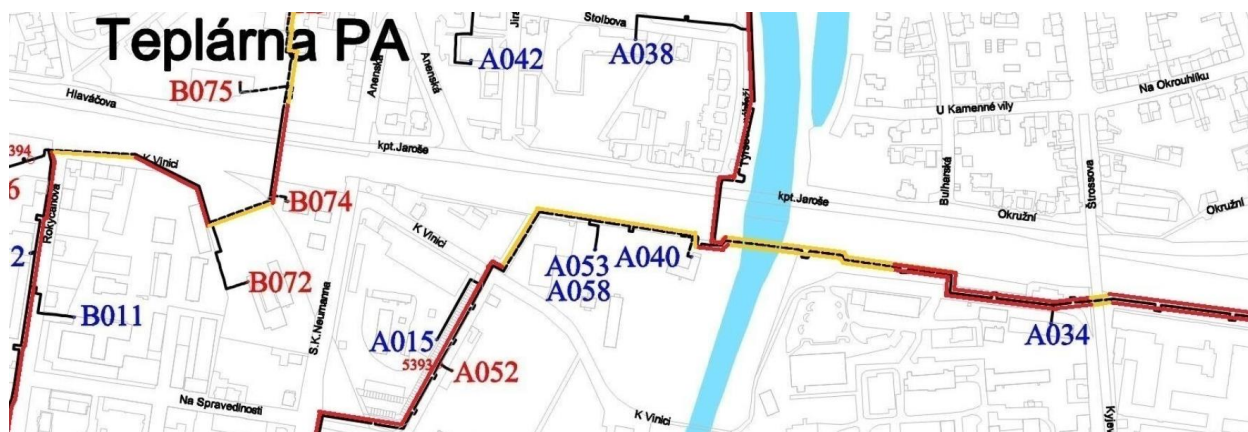 Teplárna PA
Stolbova
A042
A038
Anenská
Anenská
B075
Hlaváčova
Na Okrouhlíku
U Kamenné vily
kpt.Jaroše
394
K Vinici
6
B074
Rokycanova
kpt.Jaroše
Bulharská
Štrossova
Okružní
Okružní
K Vinici
2
A053
A040
A058
B072
S.K.Neumanna
B011
A015
A034
5393
A052
Na Spravedlnosti
K Vinici